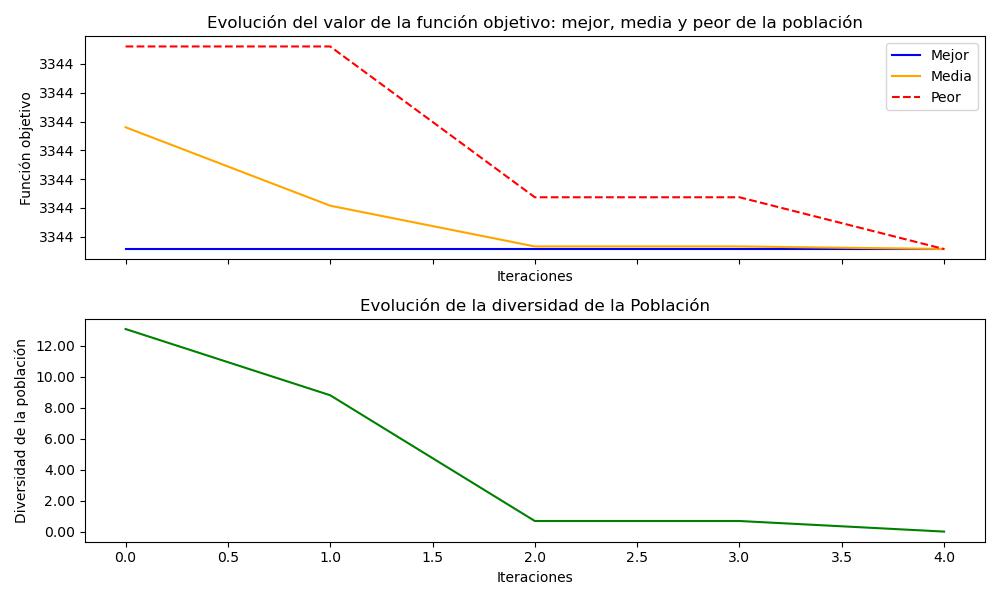 Evolución del valor de la función objetivo: mejor, media y peor de la población
3344
3344
3344
3344
3344
3344
3344
Función objetivo
Mejor
Media
Peor
Iteraciones
Evolución de la diversidad de la Población
12.00
10.00
8.00
6.00
4.00
2.00
0.00
Diversidad de la población
0.0 0.5 1.0 1.5 2.0 2.5 3.0 3.5 4.0
Iteraciones